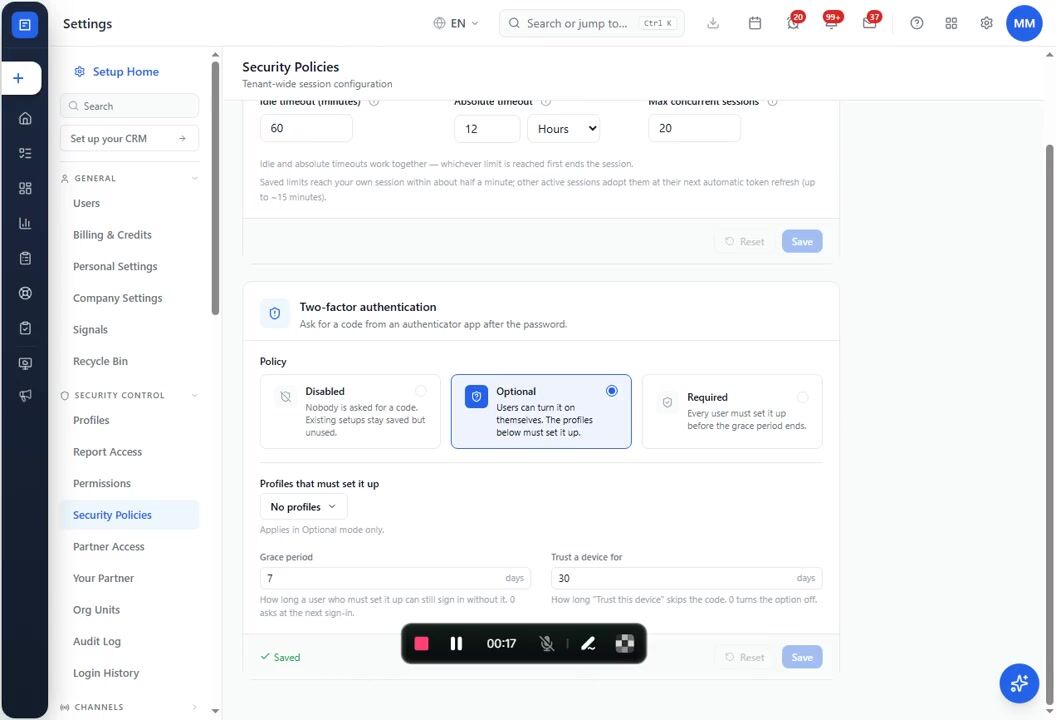 Settings
EN
Search or jump to...
Ctrl K
20
99+
37
MM
Setup Home
Search
Set up your CRM
GENERAL
Users
Billing & Credits
Personal Settings
Company Settings
Signals
Recycle Bin
SECURITY CONTROL
Profiles
Report Access
Permissions
Security Policies
Partner Access
Your Partner
Org Units
Audit Log
Login History
CHANNELS
Security Policies
Tenant-wide session configuration
Idle timeout (minutes)
Absolute timeout
Max concurrent sessions
60
12
Hours
20
Idle and absolute timeouts work together — whichever limit is reached first ends the session.
Saved limits reach your own session within about half a minute; other active sessions adopt them at their next automatic token refresh (up
to ~15 minutes).
Reset
Save
Two-factor authentication
Ask for a code from an authenticator app after the password.
Policy
Disabled
Nobody is asked for a code.
Existing setups stay saved but
unused.
Optional
Users can turn it on
themselves. The profiles
below must set it up.
Required
Every user must set it up
before the grace period ends.
Profiles that must set it up
No profiles
Applies in Optional mode only.
Grace period
7
days
How long a user who must set it up can still sign in without it. 0
asks at the next sign-in.
Trust a device for
30
days
How long "Trust this device" skips the code. 0 turns the option off.
00:17
Saved
Reset
Save